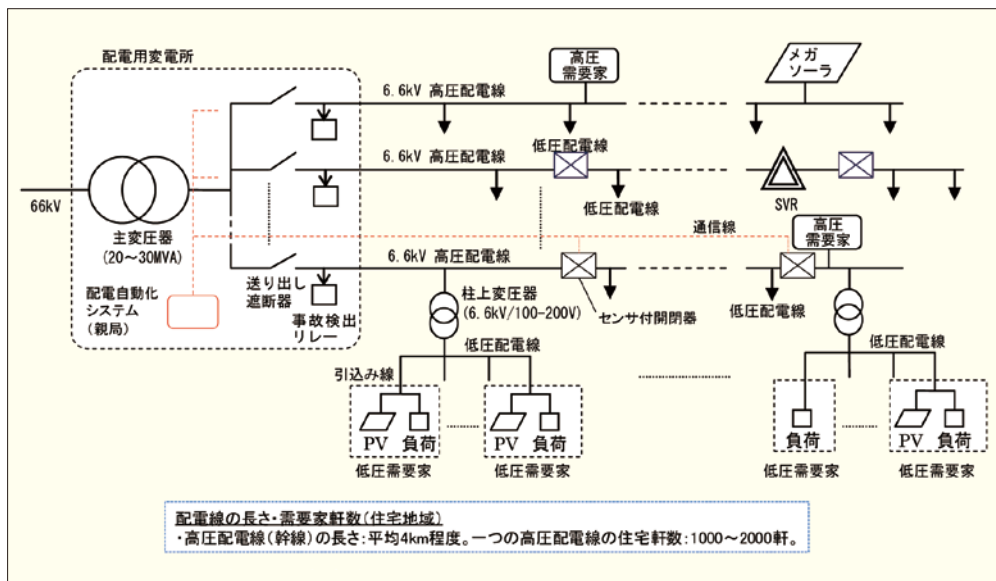 配電用変電所
高圧
需要家
メガ
ソーラ
6.6kV 高圧配電線
低圧配電線
6.6kV 高圧配電線
66kV
SVR
低圧配電線
通信線
主変圧器
(20～30MVA)
高圧
需要家
6.6kV 高圧配電線
配電自動化
システム
(親局)
送り出し
遮断器
事故検出
リレー
柱上変圧器
(6.6kV/100-200V)
センサ付開閉器
低圧配電線
低圧配電線
低圧配電線
引込み線
PV 負荷
PV 負荷
負荷
PV 負荷
低圧需要家
低圧需要家
低圧需要家
低圧需要家
配電線の長さ・需要家軒数(住宅地域)
・高圧配電線(幹線)の長さ:平均4km程度。一つの高圧配電線の住宅軒数:1000～2000軒。